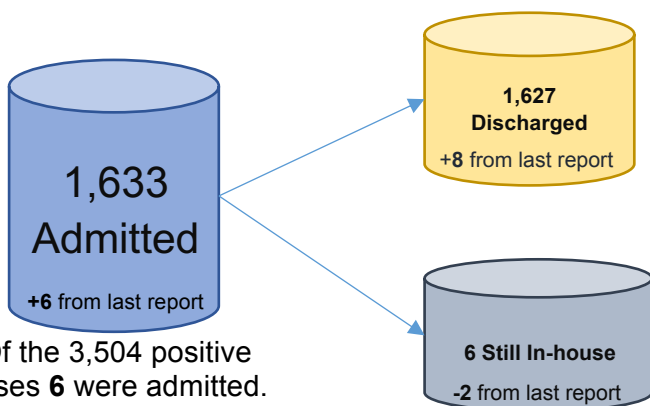 1,633
Admitted
+6 from last report
1,627
Discharged
+8 from last report
6 Still In-house
-2 from last report
the 3,504 positive
6 were admitted.